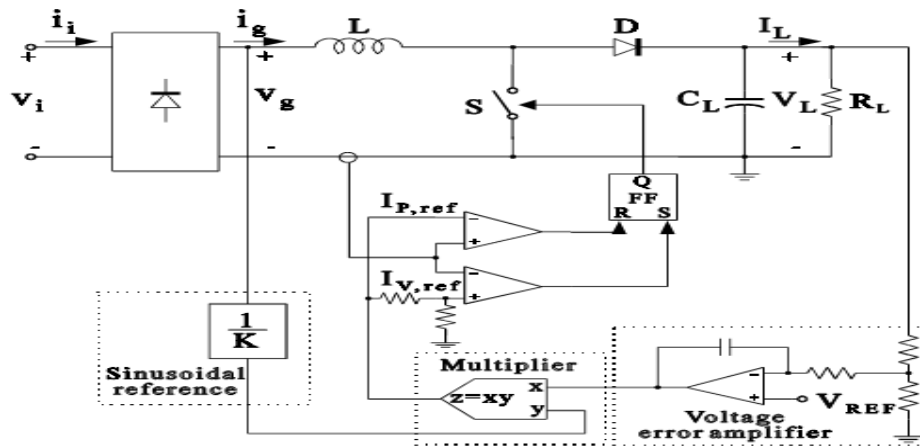 i_i
i_g
L
D
I_L
+
+
+
v_i
v_g
S
C_L
V_L
R_L
-
-
-
Q
FF
R S
I_P,ref
-
+
I_V,ref
-
+
1
K
Sinusoidal
reference
Multiplier
z=xy
x
y
-
+
V_REF
Voltage
error amplifier